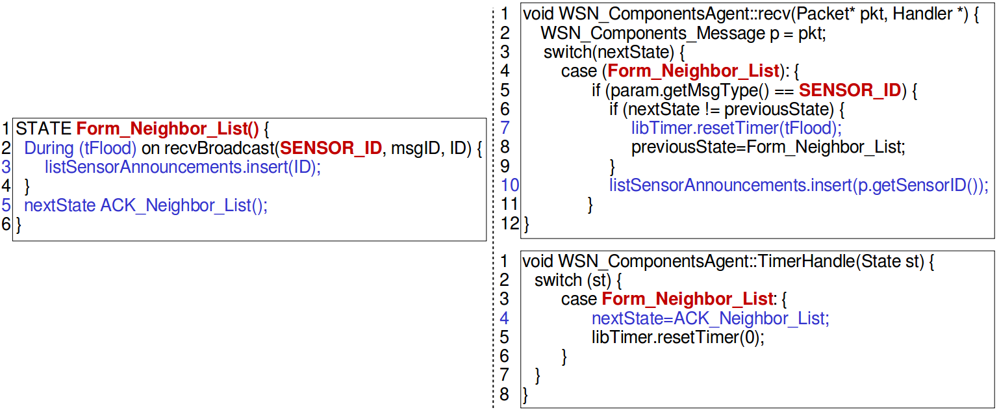 1 STATE Form_Neighbor_List() {
2 During (tFlood) on recvBroadcast(SENSOR_ID, msgID, ID) {
3 listSensorAnnouncements.insert(ID);
4 }
5 nextState ACK_Neighbor_List();
6 }
1 void WSN_ComponentsAgent::recv(Packet* pkt, Handler *) {
2 WSN_Components_Message p = pkt;
3 switch(nextState) {
4 case (Form_Neighbor_List): {
5 if (param.getMsgType() == SENSOR_ID) {
6 if (nextState != previousState) {
7 libTimer.resetTimer(tFlood);
8 previousState=Form_Neighbor_List;
9 }
10 listSensorAnnouncements.insert(p.getSensorID());
11 }
12 }
1 void WSN_ComponentsAgent::TimerHandle(State st) {
2 switch (st) {
3 case Form_Neighbor_List: {
4 nextState=ACK_Neighbor_List;
5 libTimer.resetTimer(0);
6 }
7 }
8 }